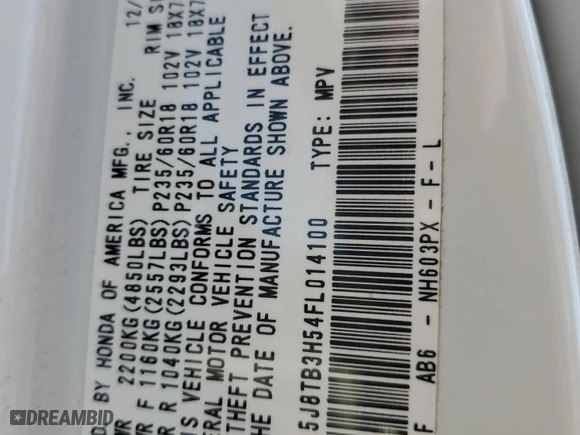 D BY HONDA OF AMERICA MFG., INC. 12/
WR 2200KG(4850LBS) TIRE SIZE RIM SI
WR F 1160KG(2557LBS) P235/60R18 102V 18X7
R R 1040KG(2293LBS) P235/60R18 102V 18X7
IS VEHICLE CONFORMS TO ALL APPLICABLE
ERAL MOTOR VEHICLE SAFETY
THEFT PREVENTION STANDARDS IN EFFECT
HE DATE OF MANUFACTURE SHOWN ABOVE.
5J8TB3H54FL014100 TYPE: MPV
F AB6 - NH603PX - F - L
DREAMBID